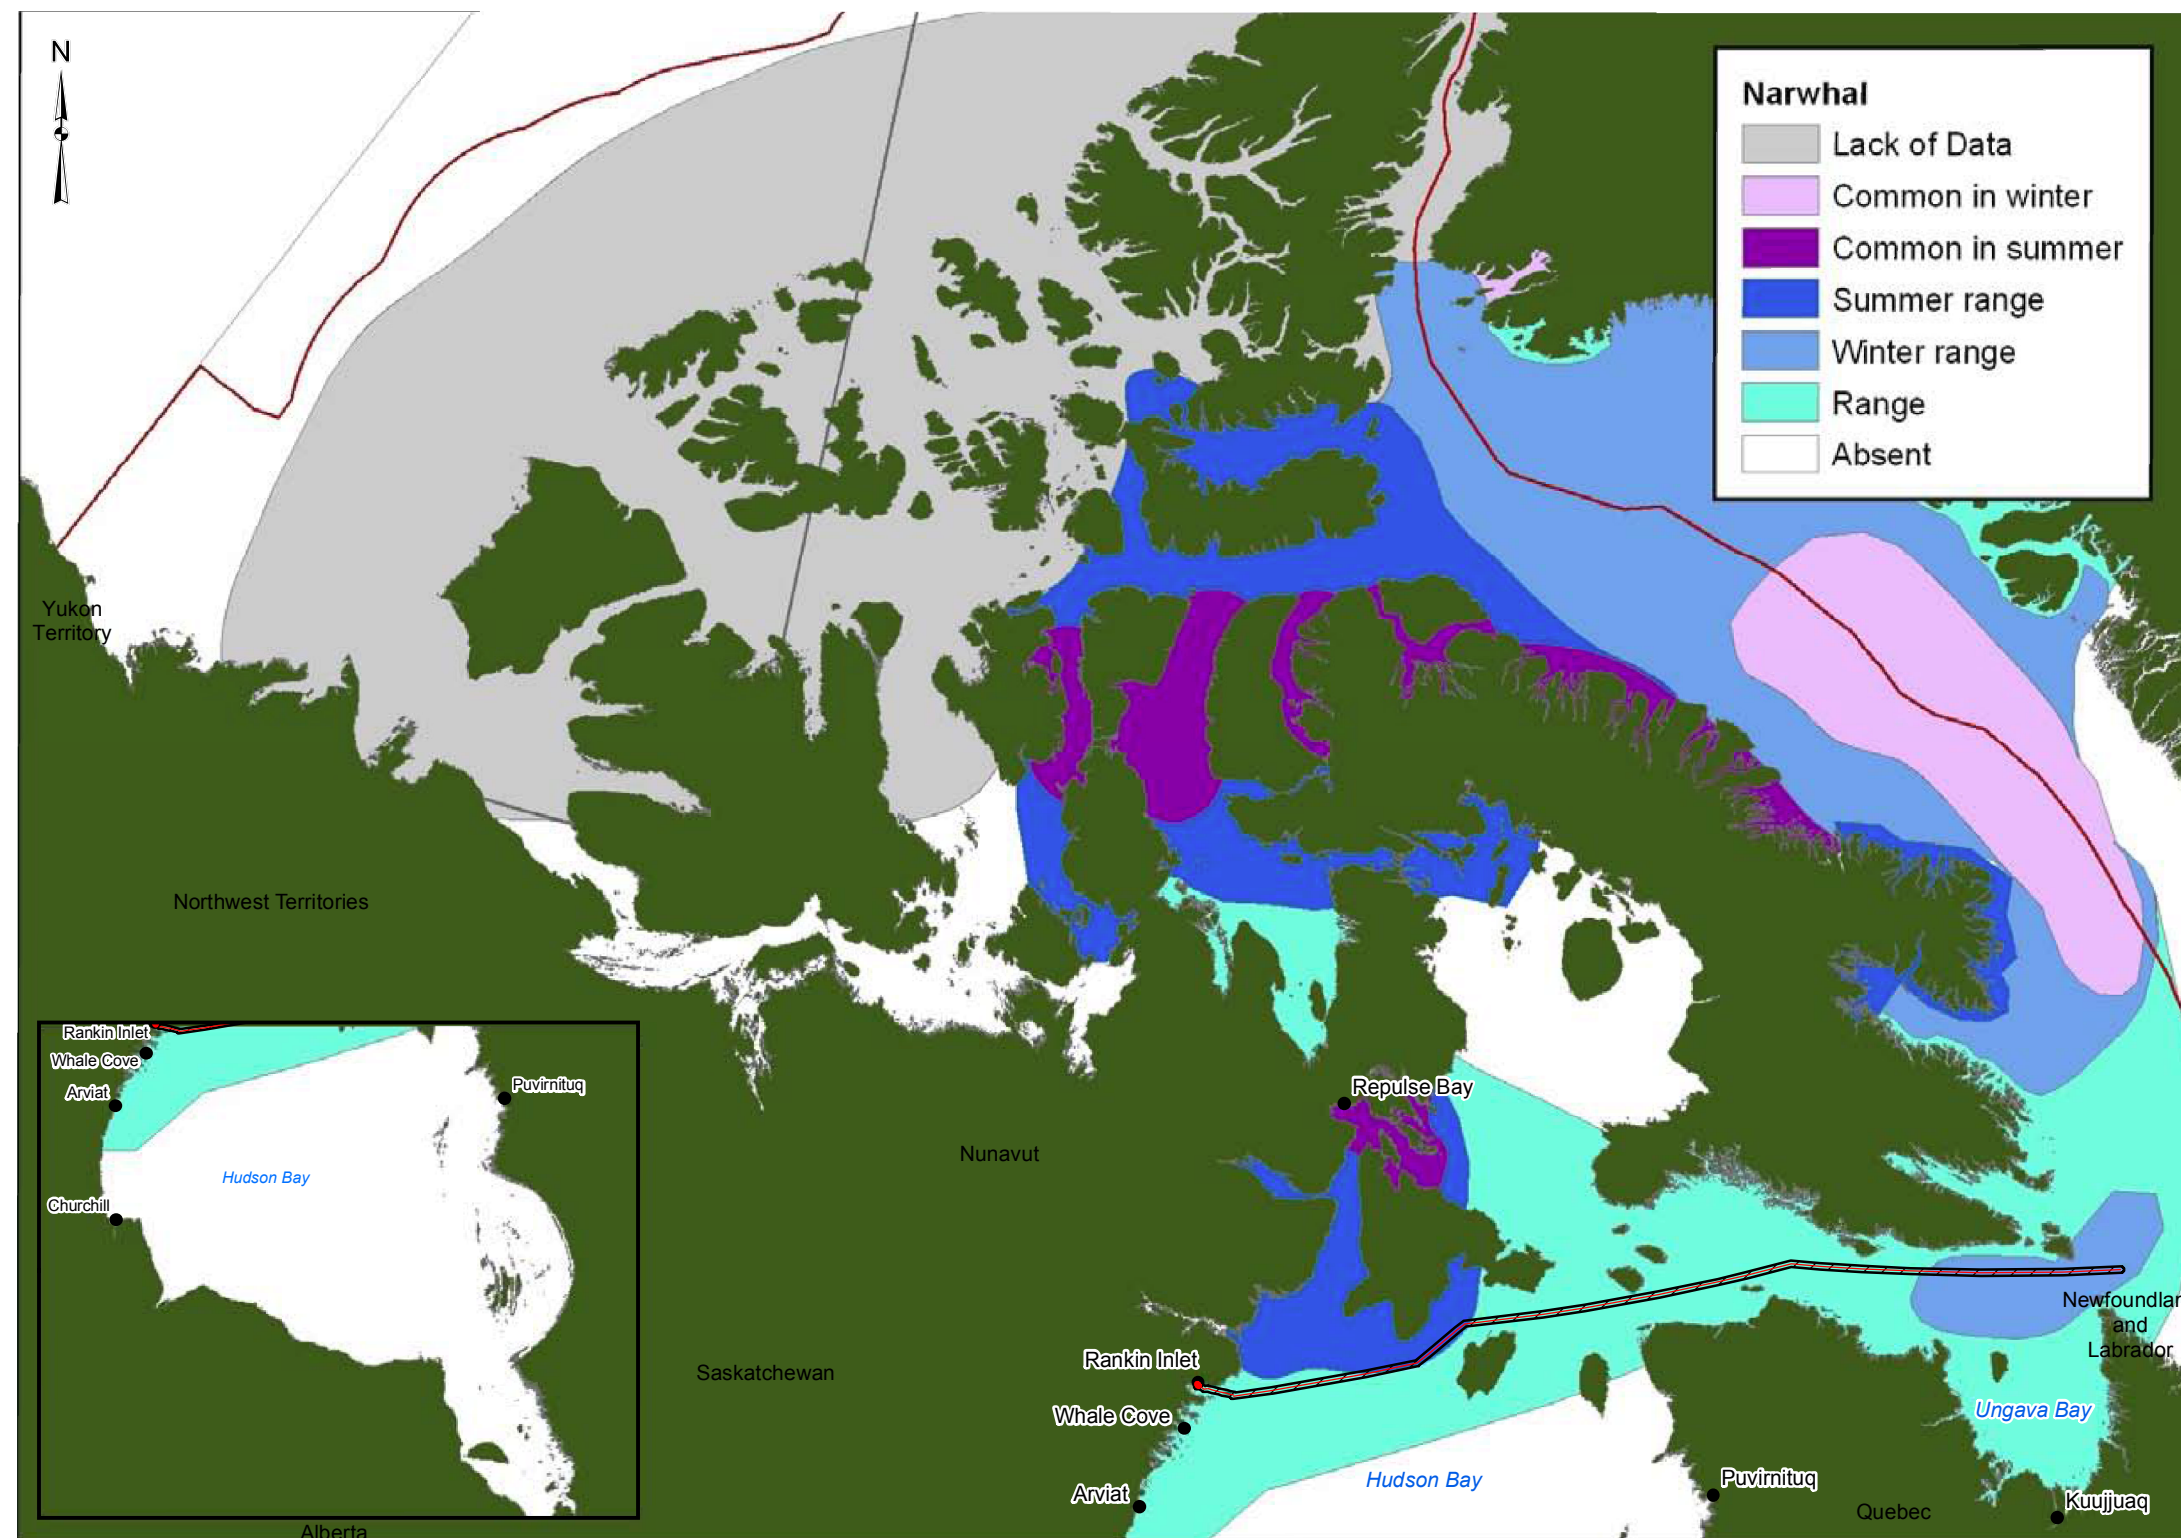 N
Narwhal
Lack of Data
Common in winter
Common in summer
Summer range
Winter range
Range
Absent
Yukon
Territory
Northwest Territories
Nunavut
Repulse Bay
Rankin Inlet
Whale Cove
Arviat
Churchill
Hudson Bay
Puvirnituq
Alberta
Saskatchewan
Rankin Inlet
Whale Cove
Arviat
Hudson Bay
Puvirnituq
Quebec
Kuujjuaq
Ungava Bay
Newfoundlan
and
Labrador